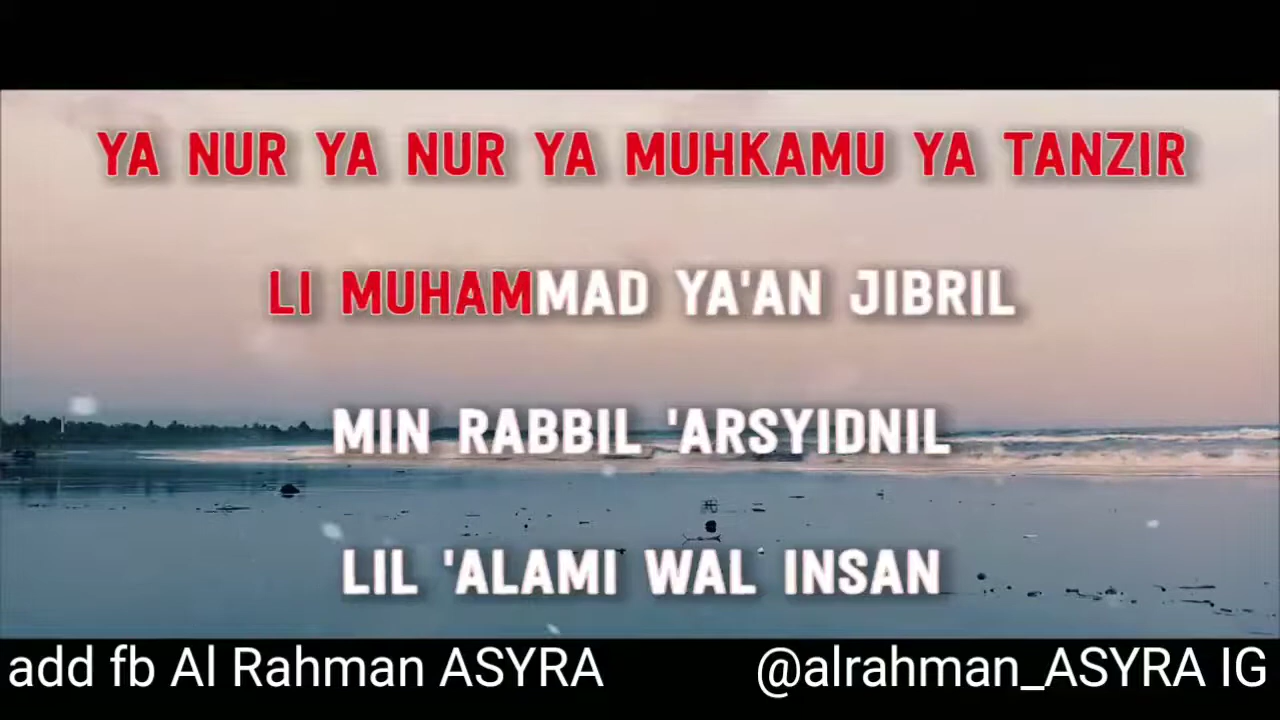 YA NUR YA NUR YA MUHKAMU YA TANZIR
LI MUHAMMAD YA'AN JIBRIL
MIN RABBIL 'ARSYIDNIL
LIL 'ALAMI WAL INSAN
add fb Al Rahman ASYRA
@alrahman_ASYRA IG